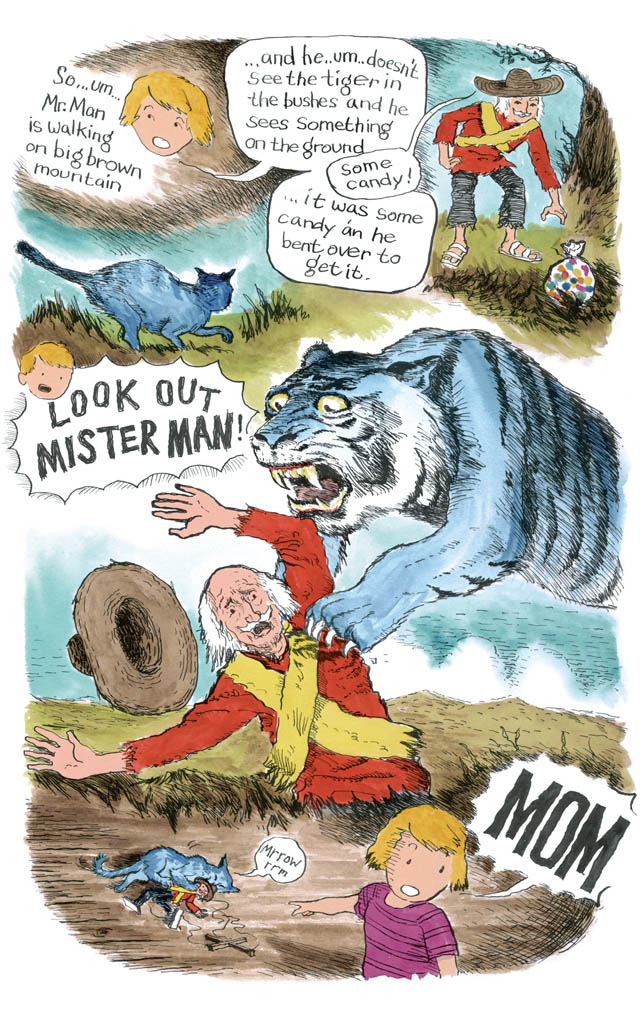 So...um...
Mr. Man
is walking
on big brown
mountain
...and he..um..doesn't
see the tiger in
the bushes and he
sees something
on the ground
Some
candy!
...it was some
candy an he
bent over to
get it.
LOOK OUT
MISTER MAN!
Mrrow
rrm
MOM